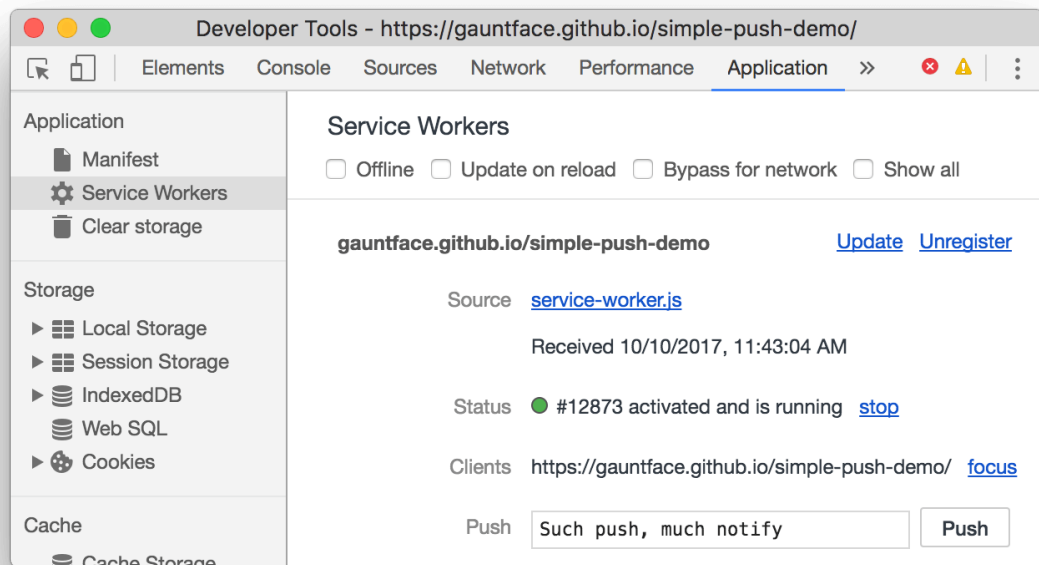 Developer Tools - https://gauntface.github.io/simple-push-demo/
Elements Console Sources Network Performance Application »
Application
Manifest
Service Workers
Clear storage
Storage
Local Storage
Session Storage
IndexedDB
Web SQL
Cookies
Cache
Cache Storage
Service Workers
Offline Update on reload Bypass for network Show all
gauntface.github.io/simple-push-demo Update Unregister
Source service-worker.js
Received 10/10/2017, 11:43:04 AM
Status #12873 activated and is running stop
Clients https://gauntface.github.io/simple-push-demo/ focus
Push Such push, much notify Push